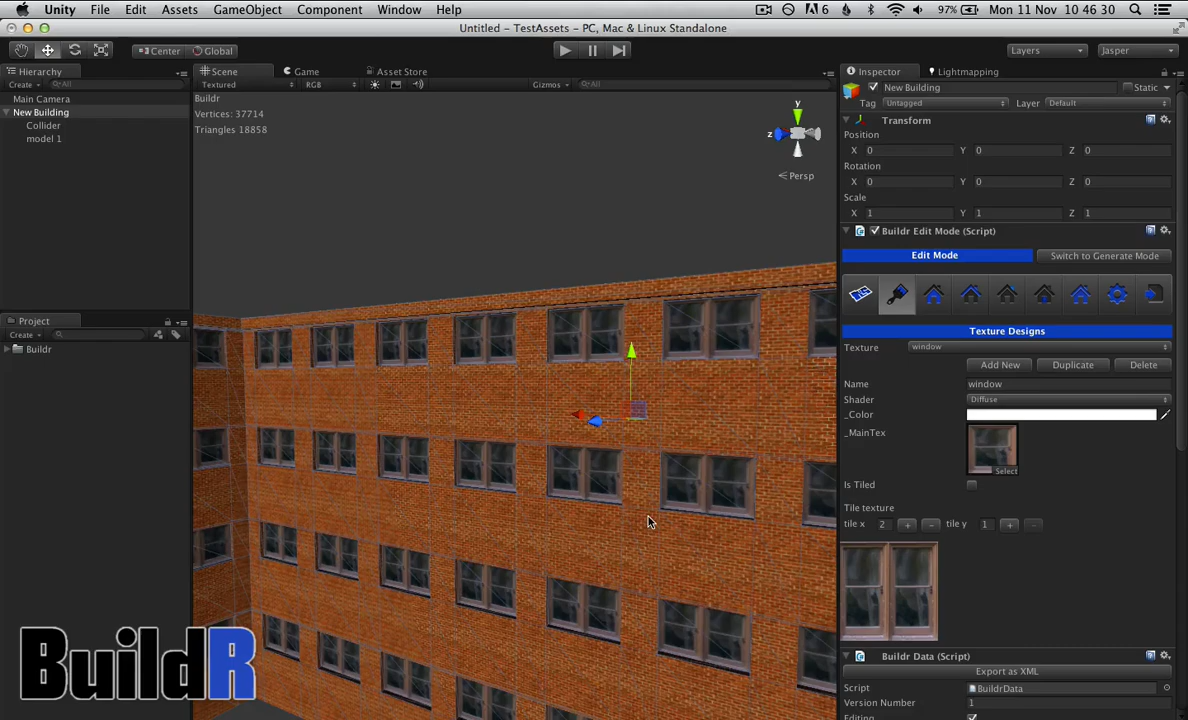 Unity File Edit Assets GameObject Component Window Help 6 97% Mon 11 Nov 10 46 30
Untitled - TestAssets - PC, Mac & Linux Standalone
Center Global Layers Jasper
Hierarchy Scene Game Asset Store Inspector Lightmapping
Create All Textured RGB Gizmos All New Building Static
Main Camera Buildr Tag Untagged Layer Default
New Building Vertices: 37714 y Transform
Collider Triangles 18858 z Position
model 1 X 0 Y 0 Z 0
Persp Rotation
X 0 Y 0 Z 0
Scale
X 1 Y 1 Z 1
Buildr Edit Mode (Script)
Edit Mode Switch to Generate Mode
Project Texture Designs
Create Texture window
Buildr Add New Duplicate Delete
Name window
Shader Diffuse
_Color
_MainTex
Select
Is Tiled
Tile texture
tile x 2 + - tile y 1 + -
BuildR
Buildr Data (Script)
Export as XML
Script BuildrData
Version Number 1
Editing